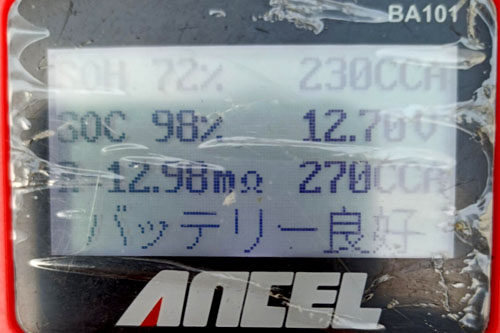 BA101
SOH 72% 230CCA
SOC 98% 12.70V
R 12.98mΩ 270CCA
バッテリー良好
ANCEL